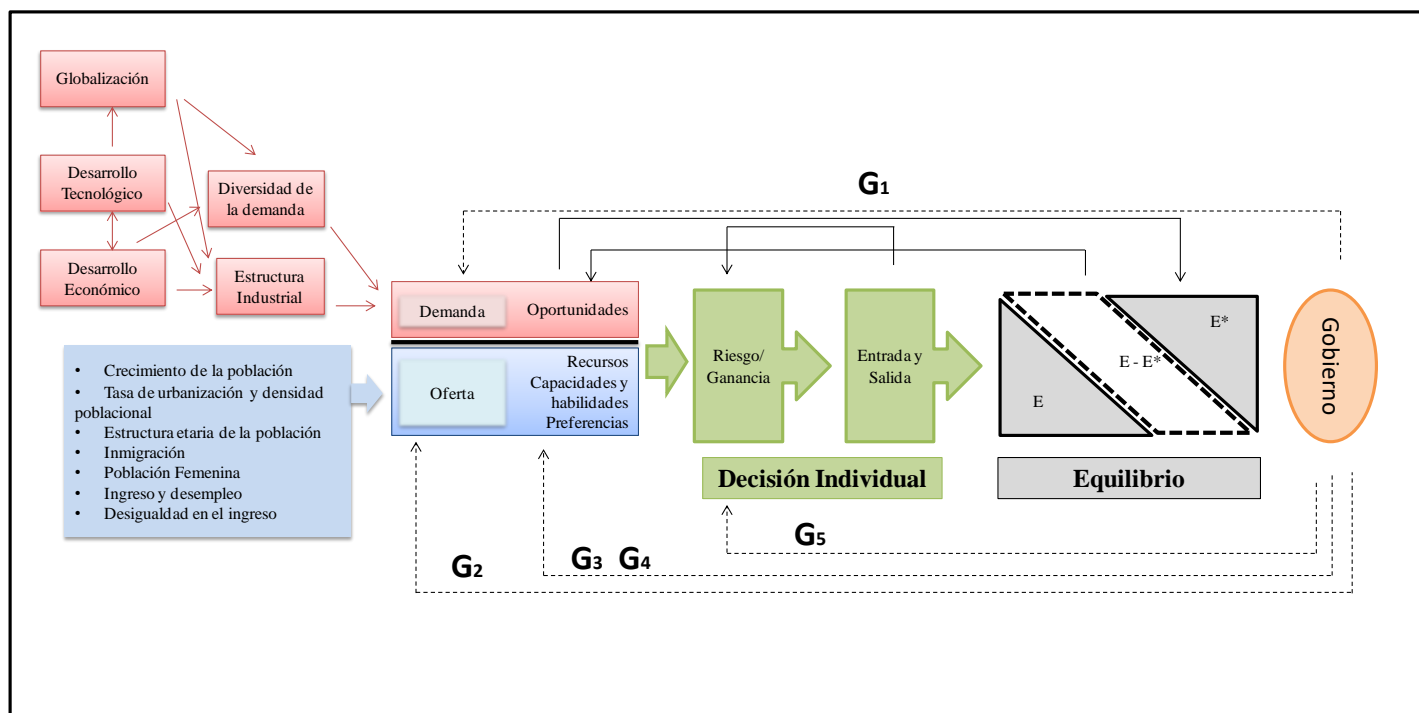 Globalización
Desarrollo
Tecnológico
Desarrollo
Económico
Diversidad de
la demanda
Estructura
Industrial
• Crecimiento de la población
• Tasa de urbanización y densidad
poblacional
• Estructura etaria de la población
• Inmigración
• Población Femenina
• Ingreso y desempleo
• Desigualdad en el ingreso
Demanda
Oportunidades
Oferta
Recursos
Capacidades y
habilidades
Preferencias
Riesgo/
Ganancia
Entrada y
Salida
Decisión Individual
E
E - E*
E*
Equilibrio
Gobierno
G1
G2
G3 G4
G5